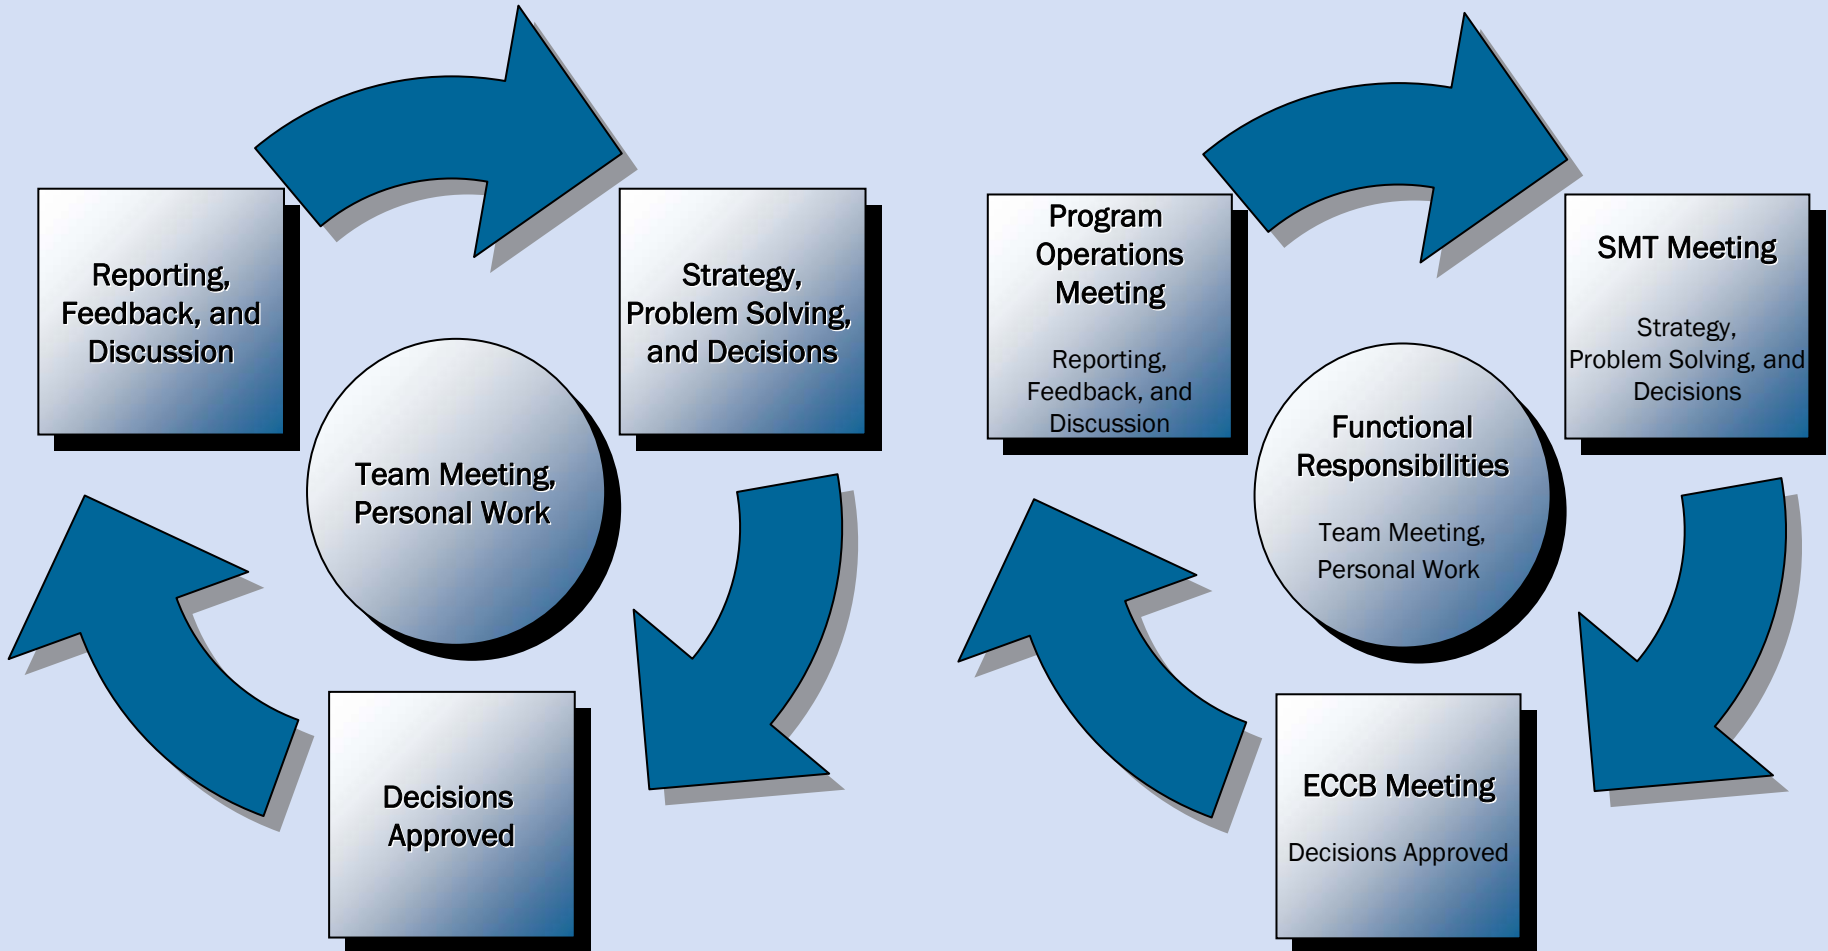 Reporting,
Feedback, and
Discussion
Strategy,
Problem Solving,
and Decisions
Team Meeting,
Personal Work
Decisions
Approved
Program
Operations
Meeting
Reporting,
Feedback, and
Discussion
SMT Meeting
Strategy,
Problem Solving, and
Decisions
Functional
Responsibilities
Team Meeting,
Personal Work
ECCB Meeting
Decisions Approved